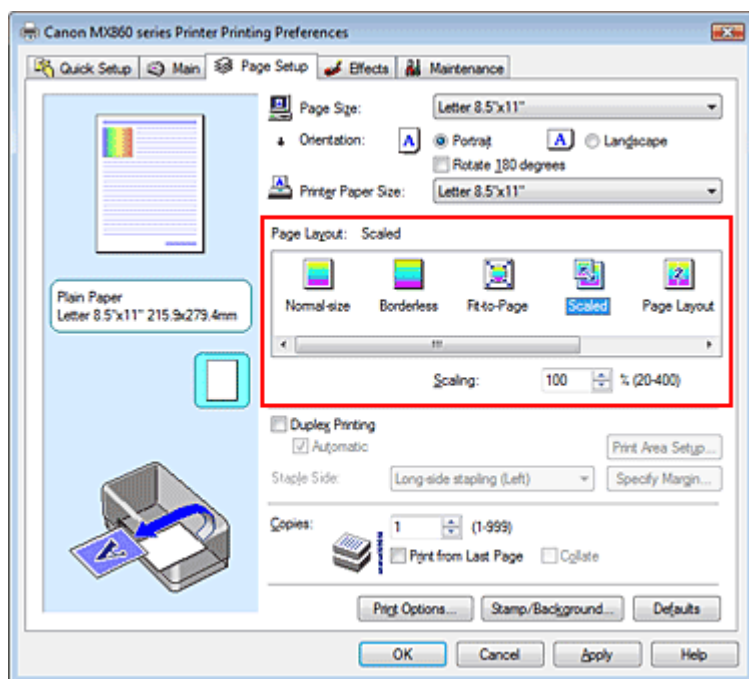 Canon MX860 series Printer Printing Preferences
Quick Setup Main Page Setup Effects Maintenance
Page Size: Letter 8.5"x11"
Orientation: A Portrait A Landscape
Rotate 180 degrees
Printer Paper Size: Letter 8.5"x11"
Page Layout: Scaled
Normal-size Borderless Fit-to-Page Scaled Page Layout
Plain Paper
Letter 8.5"x11" 215.9x279.4mm
Scaling: 100 % (20-400)
Duplex Printing
Automatic
Print Area Setup...
Staple Side: Long-side stapling (Left) Specify Margin...
Copies: 1 (1-999)
Print from Last Page Collate
Print Options... Stamp/Background... Defaults
OK Cancel Apply Help